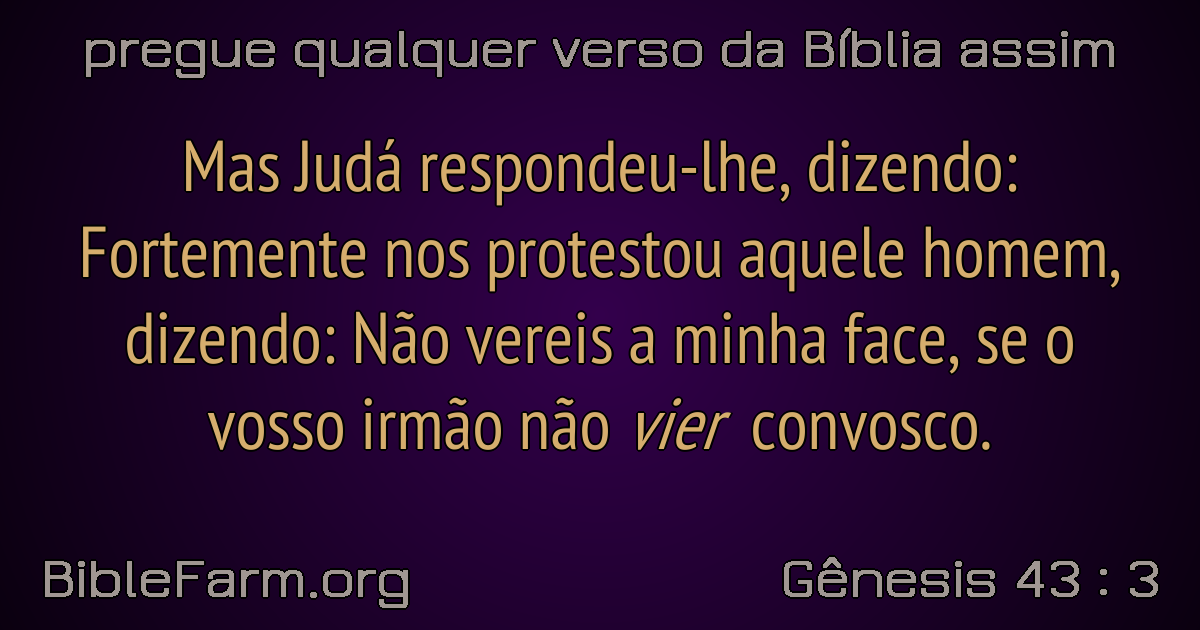 pregue qualquer verso da Bíblia assim
Mas Judá respondeu-lhe, dizendo:
Fortemente nos protestou aquele homem,
dizendo: Não vereis a minha face, se o
vosso irmão não vier convosco.
BibleFarm.org
Gênesis 43 : 3